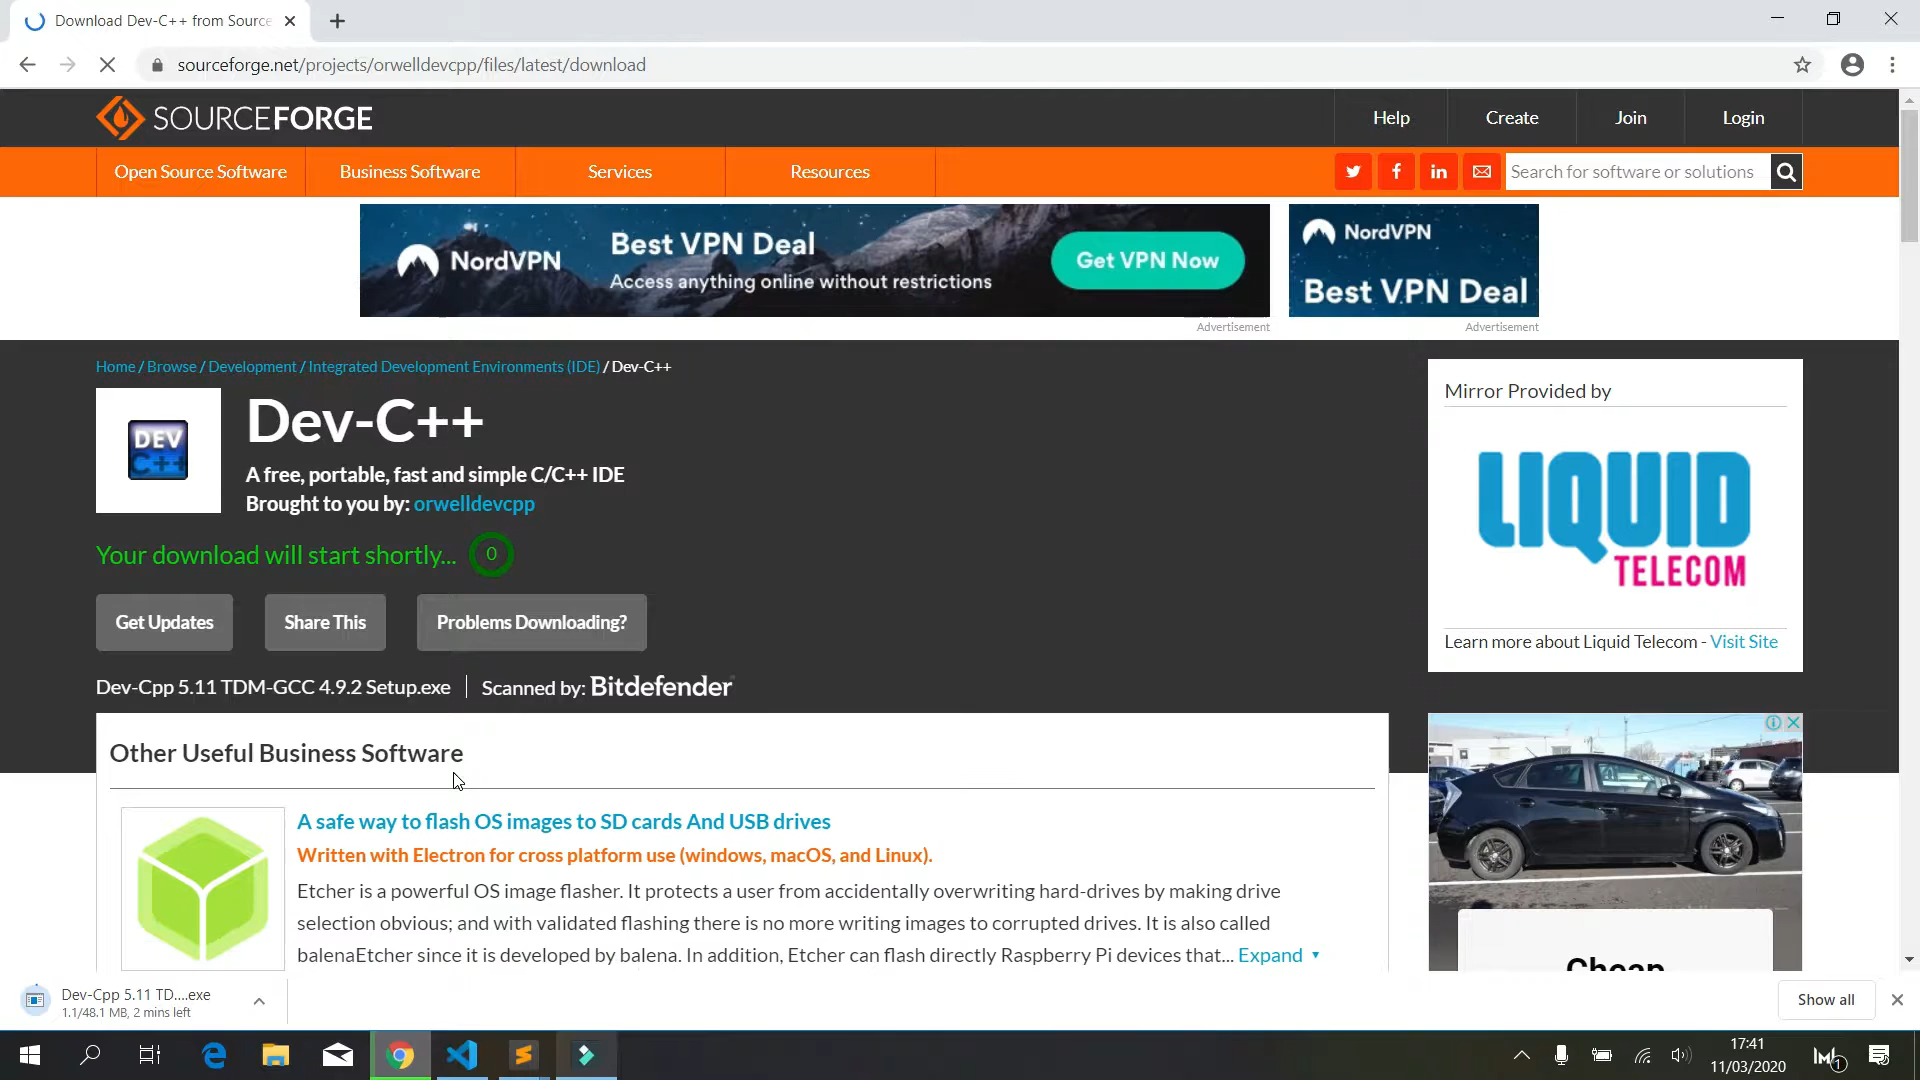 Download Dev-C++ from Source
sourceforge.net/projects/orwelldevcpp/files/latest/download
SOURCEFORGE
Help
Create
Join
Login
Open Source Software
Business Software
Services
Resources
in
Search for software or solutions
NordVPN
Best VPN Deal
Access anything online without restrictions
Get VPN Now
NordVPN
Best VPN Deal
Advertisement
Advertisement
Home / Browse / Development / Integrated Development Environments (IDE) / Dev-C++
DEV
C++
Dev-C++
A free, portable, fast and simple C/C++ IDE
Brought to you by: orwelldevcpp
Your download will start shortly... 0
Get Updates
Share This
Problems Downloading?
Dev-Cpp 5.11 TDM-GCC 4.9.2 Setup.exe
Scanned by: Bitdefender
Mirror Provided by
LIQUID
TELECOM
Learn more about Liquid Telecom - Visit Site
Other Useful Business Software
A safe way to flash OS images to SD cards And USB drives
Written with Electron for cross platform use (windows, macOS, and Linux).
Etcher is a powerful OS image flasher. It protects a user from accidentally overwriting hard-drives by making drive
selection obvious; and with validated flashing there is no more writing images to corrupted drives. It is also called
balenaEtcher since it is developed by balena. In addition, Etcher can flash directly Raspberry Pi devices that... Expand
Cheap
Dev-Cpp 5.11 TD....exe
1.1/48.1 MB, 2 mins left
Show all
17:41
11/03/2020
1